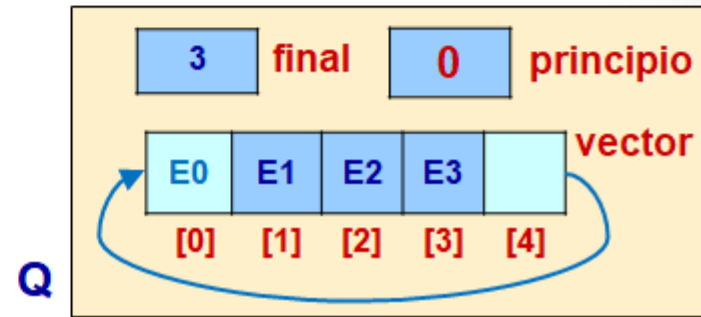 3 final 0 principio
vector
E0 E1 E2 E3
[0] [1] [2] [3] [4]
Q